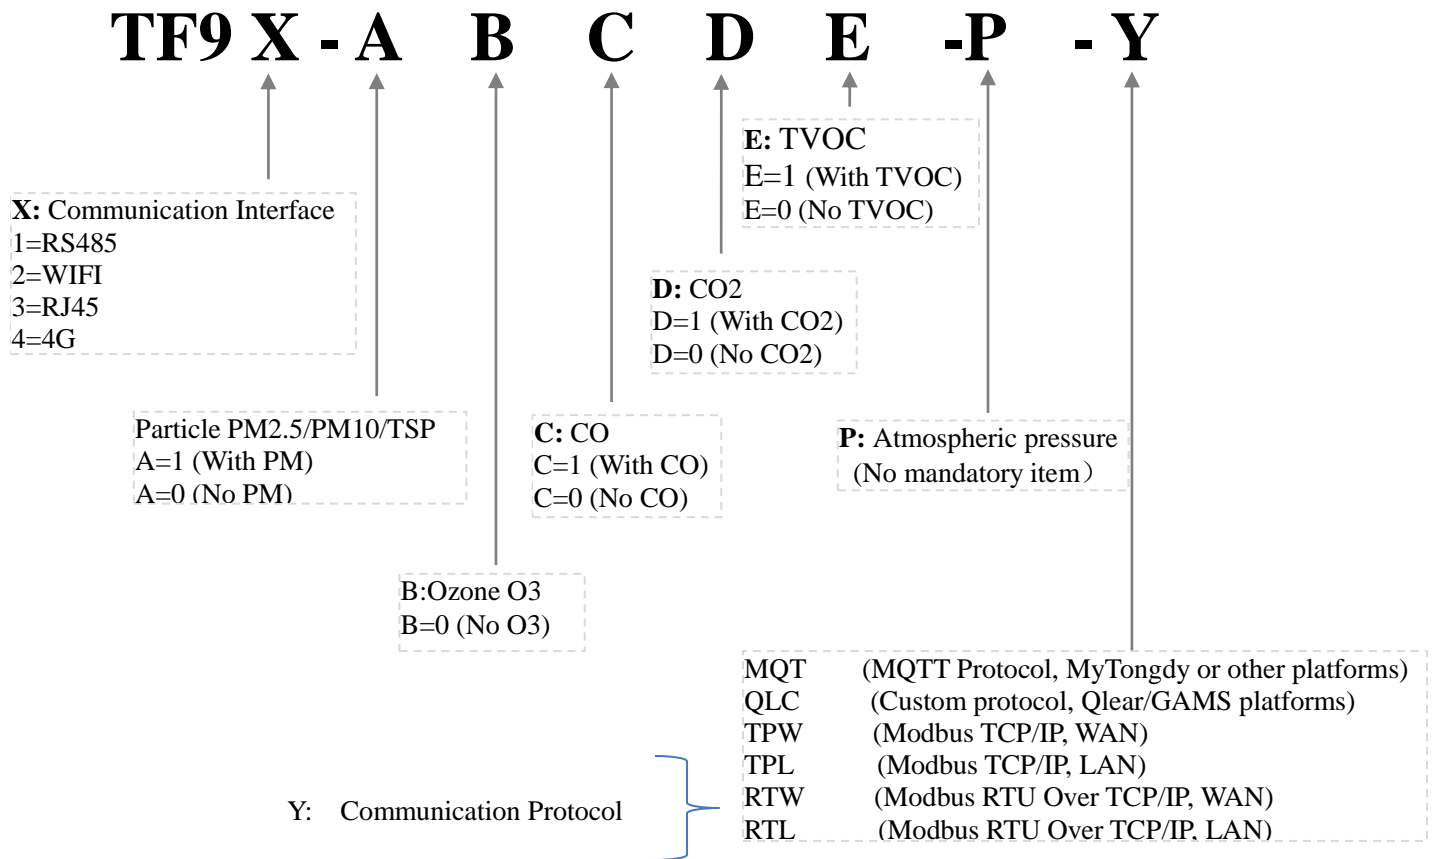 TF9 X - A B C D E -P - Y
E: TVOC
E=1 (With TVOC)
E=0 (No TVOC)
X: Communication Interface
1=RS485
2=WIFI
3=RJ45
4=4G
D: CO2
D=1 (With CO2)
D=0 (No CO2)
Particle PM2.5/PM10/TSP
A=1 (With PM)
A=0 (No PM)
C: CO
C=1 (With CO)
C=0 (No CO)
P: Atmospheric pressure
(No mandatory item）
B:Ozone O3
B=0 (No O3)
MQT (MQTT Protocol, MyTongdy or other platforms)
QLC (Custom protocol, Qlear/GAMS platforms)
TPW (Modbus TCP/IP, WAN)
TPL (Modbus TCP/IP, LAN)
RTW (Modbus RTU Over TCP/IP, WAN)
RTL (Modbus RTU Over TCP/IP, LAN)
Y: Communication Protocol